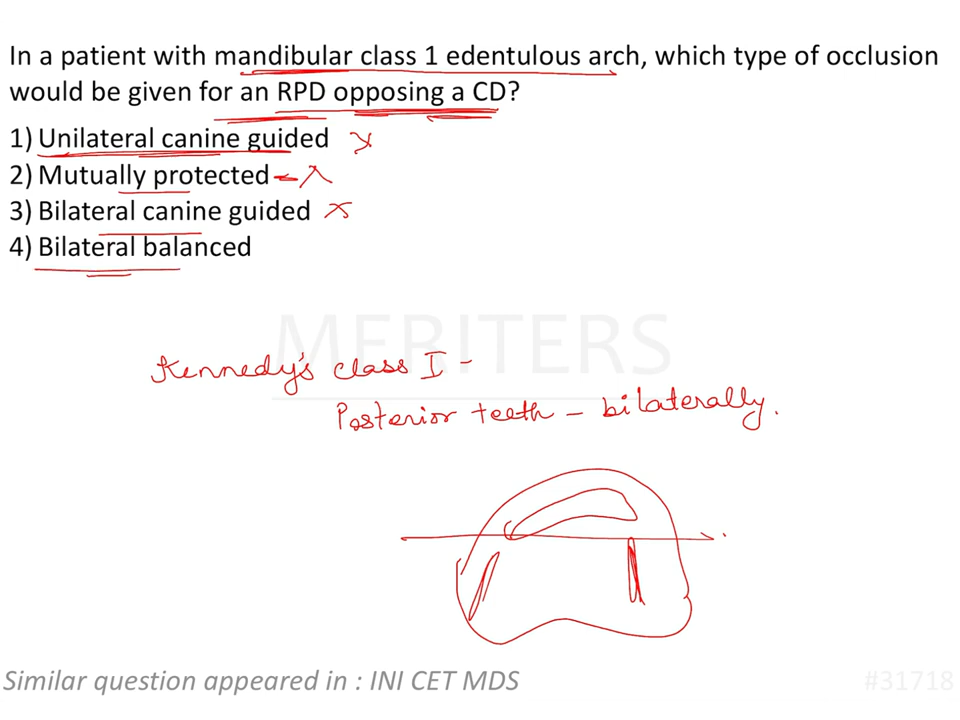 In a patient with mandibular class 1 edentulous arch, which type of occlusion
would be given for an RPD opposing a CD?
1) Unilateral canine guided
2) Mutually protected
3) Bilateral canine guided
4) Bilateral balanced
MERITERS
Kennedy's class I -
Posterior teeth - bilaterally.
Similar question appeared in : INI CET MDS
#31718